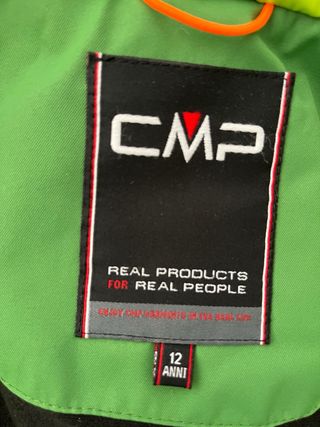 CMP
REAL PRODUCTS
FOR REAL PEOPLE
12
ANNI